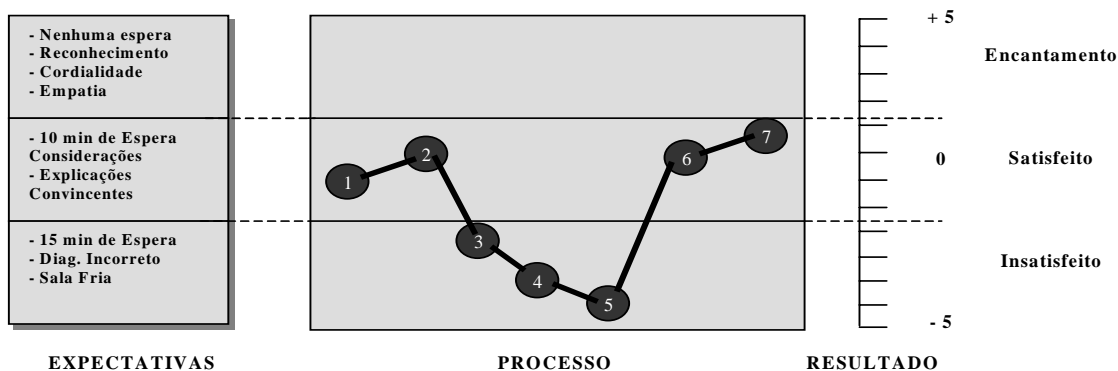 - Nenhuma espera
- Reconhecimento
- Cordialidade
- Empatia
- 10 min de Espera
Considerações
- Explicações
Convincentes
- 15 min de Espera
- Diag. Incorreto
- Sala Fria
EXPECTATIVAS
1
2
3
4
5
6
7
PROCESSO
+ 5
0
- 5
RESULTADO
Encantamento
Satisfeito
Insatisfeito